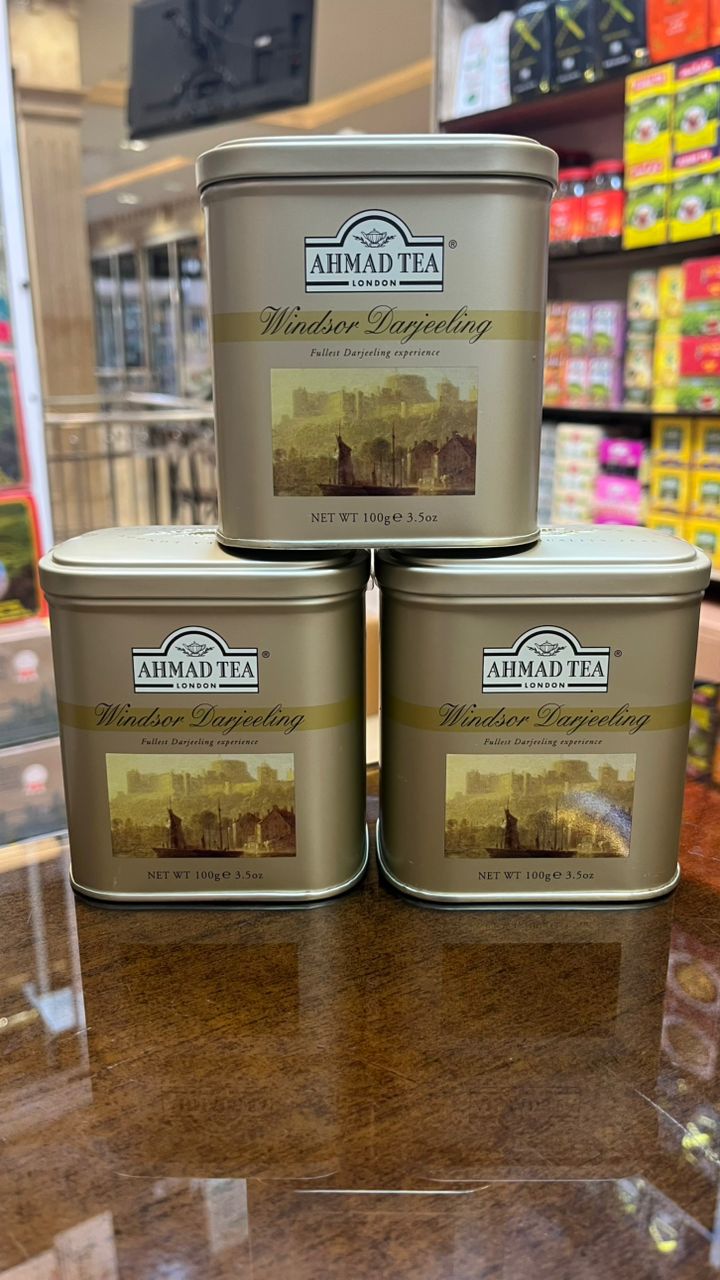 AHMAD TEA ®
LONDON
Windsor Darjeeling
Fullest Darjeeling experience
NET WT 100g℮ 3.5oz
AHMAD TEA ®
LONDON
Windsor Darjeeling
Fullest Darjeeling experience
NET WT 100g℮ 3.5oz
AHMAD TEA ®
LONDON
Windsor Darjeeling
Fullest Darjeeling experience
NET WT 100g℮ 3.5oz